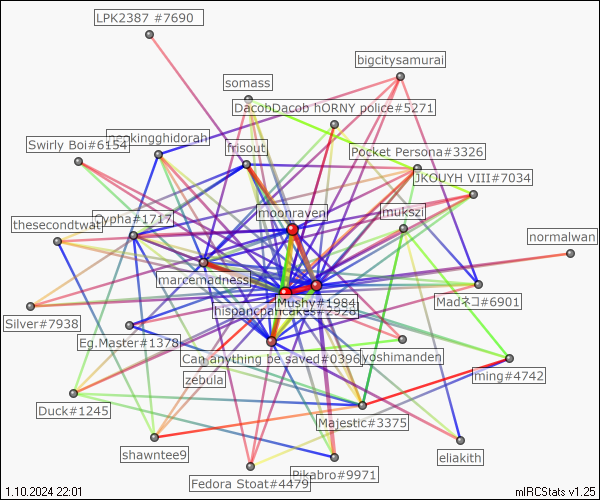 LPK2387 #7690
bigcitysamurai
somass
DacobDacob hORNY police#5271
Swirly Boi#6154
frisout
Pocket Persona#3326
JKOUYH VIII#7034
moonraven
mukszi
thesecondtwat
Cypha#1717
normalwan
marcemadness
Madネコ#6901
Mushy#1984
Silver#7938
Eg.Master#1378
Can anything be saved#0396
yoshimanden
zebula
ming#4742
Duck#1245
Majestic#3375
shawntee9
eliakith
Pikabro#9971
Fedora Stoat#4479
1.10.2024 22:01
mIRCStats v1.25